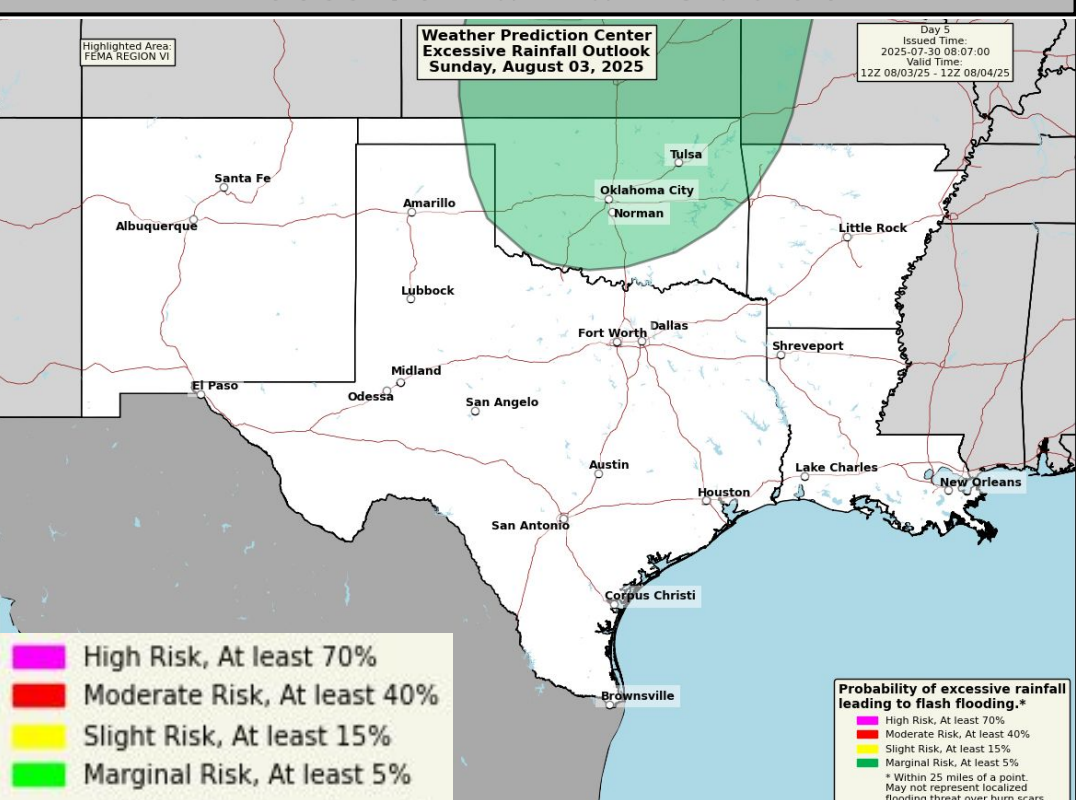 Highlighted Area:
FEMA REGION VI
Weather Prediction Center
Excessive Rainfall Outlook
Sunday, August 03, 2025
Day 5
Issued Time:
2025-07-30 08:07:00
Valid Time:
12Z 08/03/25 - 12Z 08/04/25
Tulsa
Santa Fe
Oklahoma City
Amarillo
Norman
Albuquerque
Little Rock
Lubbock
Dallas
Fort Worth
Shreveport
Midland
El Paso
Odessa
San Angelo
Austin
Lake Charles
New Orleans
Houston
San Antonio
Corpus Christi
Brownsville
High Risk, At least 70%
Moderate Risk, At least 40%
Slight Risk, At least 15%
Marginal Risk, At least 5%
Probability of excessive rainfall
leading to flash flooding.*
High Risk, At least 70%
Moderate Risk, At least 40%
Slight Risk, At least 15%
Marginal Risk, At least 5%
* Within 25 miles of a point.
May not represent localized
flooding threat over burn scars